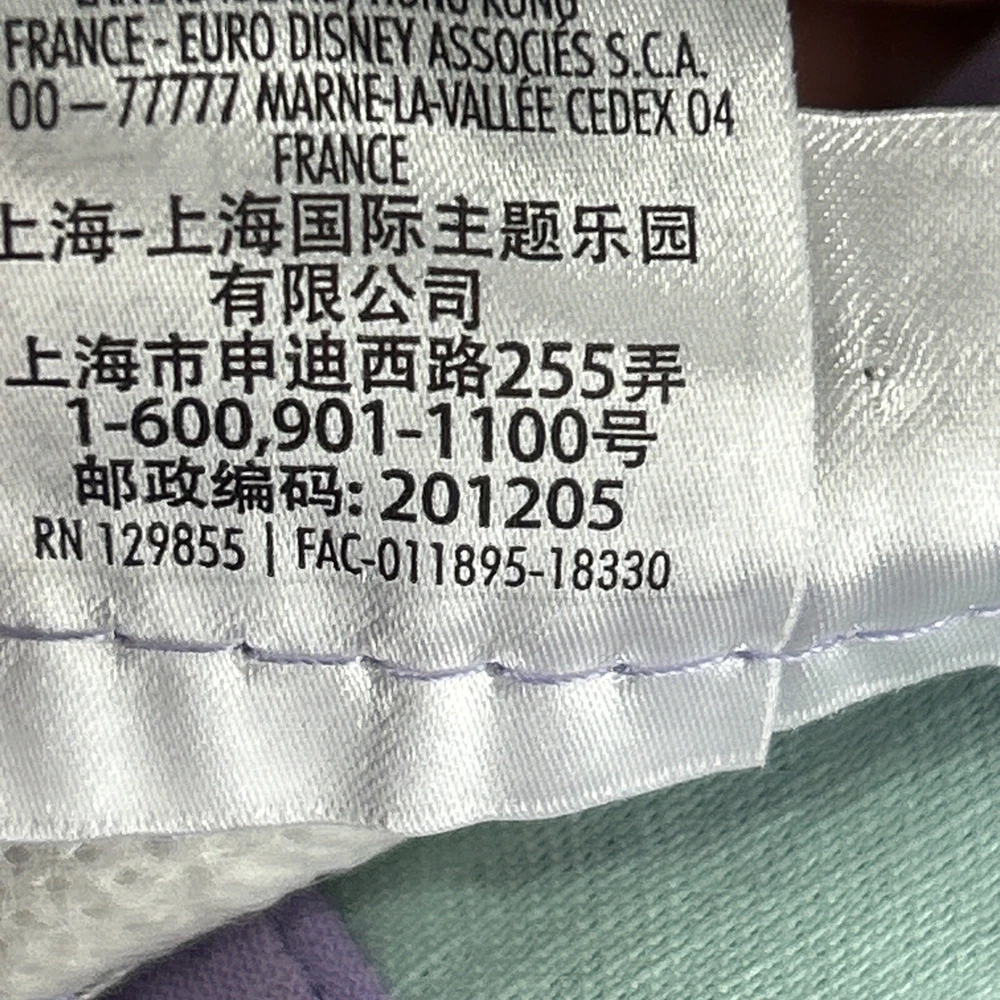 HONG KONG
FRANCE - EURO DISNEY ASSOCIÉS S.C.A.
00 – 77777 MARNE-LA-VALLÉE CEDEX 04
FRANCE
上海-上海国际主题乐园
有限公司
上海市申迪西路255弄
1-600,901-1100号
邮政编码: 201205
RN 129855 | FAC-011895-18330